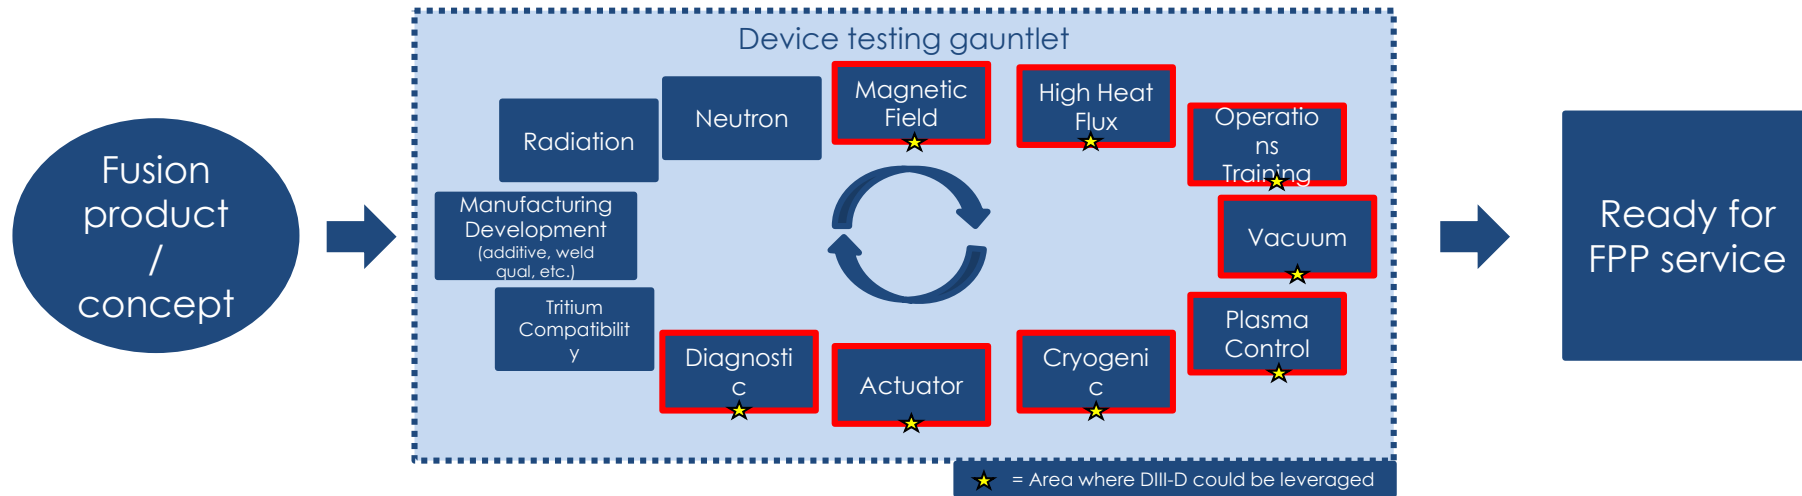 Device testing gauntlet
Fusion
product
/
concept
Radiation
Neutron
Magnetic
Field
High Heat
Flux
Operatio
ns
Training
Manufacturing
Development
(additive, weld
qual, etc.)
Vacuum
Tritium
Compatibilit
y
Diagnosti
c
Actuator
Cryogeni
c
Plasma
Control
Ready for
FPP service
= Area where DIII-D could be leveraged